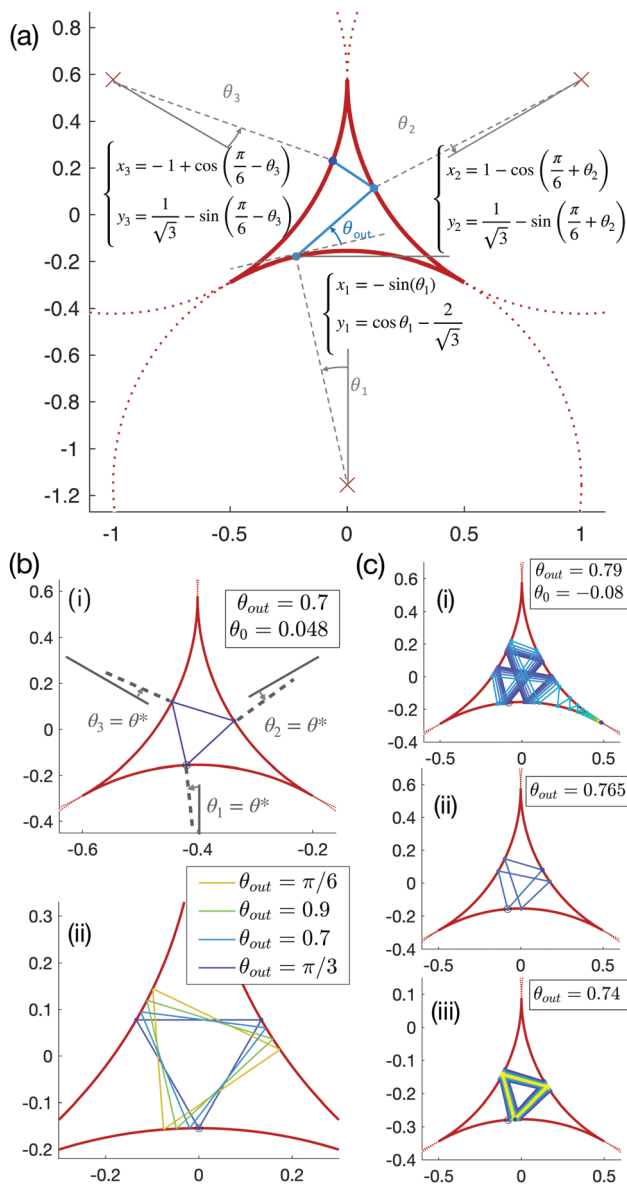 (a)
0.8
0.6
0.4
0.2
0
-0.2
-0.4
-0.6
-0.8
-1
-1.2
-1
-0.5
0
0.5
1
θ3
θ2
x3 = − 1 + cos (π/6 − θ3)
y3 = 1/√3 − sin (π/6 − θ3)
x2 = 1 − cos (π/6 + θ2)
y2 = 1/√3 − sin (π/6 + θ2)
θout
x1 = − sin(θ1)
y1 = cos θ1 − 2/√3
θ1
(b)
(i)
θout = 0.7
θ0 = 0.048
0.6
0.4
0.2
0
-0.2
-0.4
-0.6
-0.4
-0.2
θ3 = θ*
θ2 = θ*
θ1 = θ*
(ii)
θout = π/6
θout = 0.9
θout = 0.7
θout = π/3
0.3
0.2
0.1
0
-0.1
-0.2
-0.2
0
0.2
(c)
(i)
θout = 0.79
θ0 = −0.08
0.6
0.4
0.2
0
-0.2
-0.4
-0.5
0
0.5
(ii)
θout = 0.765
0.6
0.4
0.2
0
-0.2
-0.4
-0.5
0
0.5
(iii)
θout = 0.74
0.1
0
-0.1
-0.2
-0.3
-0.4
-0.5
0
0.5